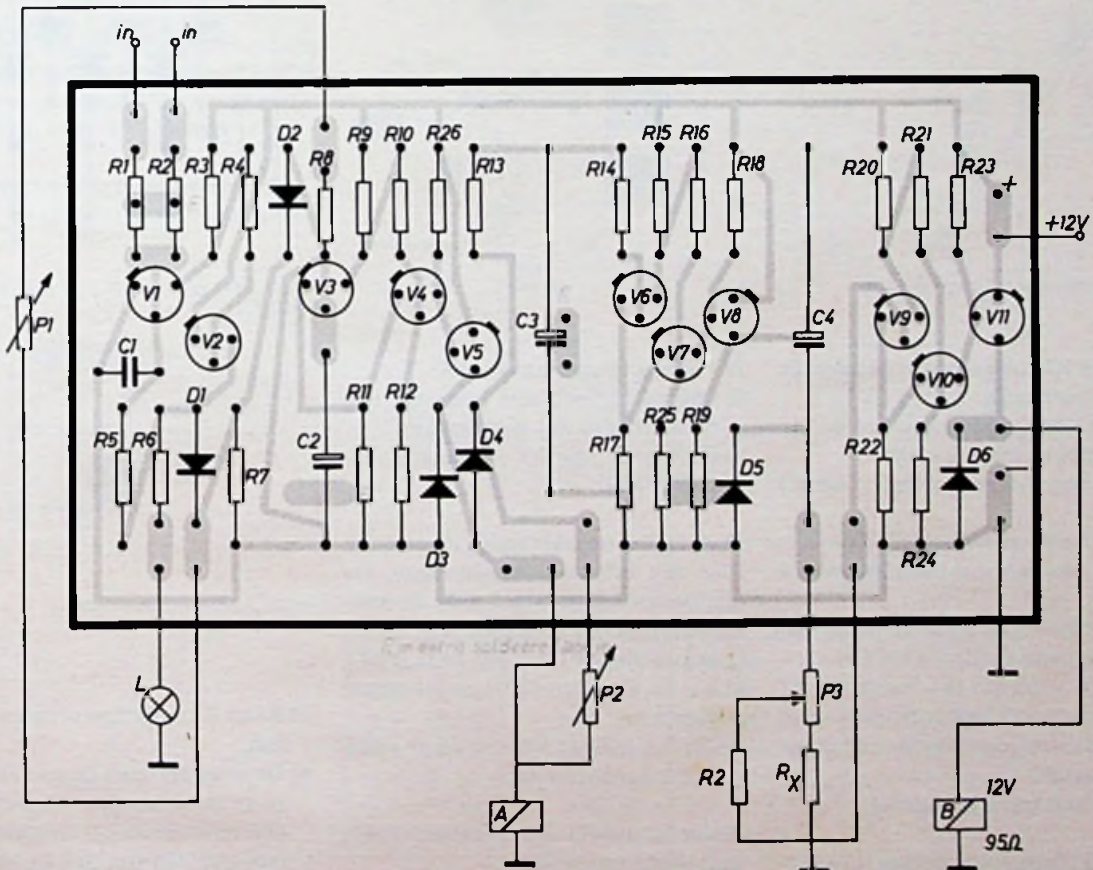 in in
R1 R2 R3 R4 D2 R8 R9 R10 R26 R13 R14 R15 R16 R18 R20 R21 R23 +
+12V
P1 V1 V2 V3 V4 V5 C3 V6 V7 V8 C4 V9 V10 V11
C1
D1 R11 R12 R25 R19
R5 R6 R7 C2 D4 R17 D5 R22 D6 −
D3 R24
L P2 P3
R2 RX 12V
A B
95Ω